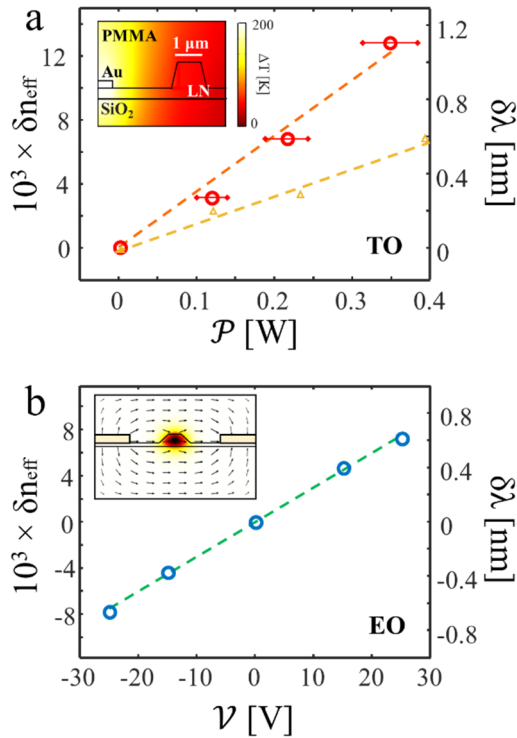 a
PMMA
1 μm
Au
LN
SiO₂
200
ΔT [K]
0
12
8
4
0
10³ × δn_eff
1.2
0.8
0.4
0
δλ [nm]
TO
0 0.1 0.2 0.3 0.4
𝒫 [W]
b
8
4
0
-4
-8
10³ × δn_eff
0.8
0.4
0
-0.4
-0.8
δλ [nm]
EO
-30 -20 -10 0 10 20 30
𝒱 [V]